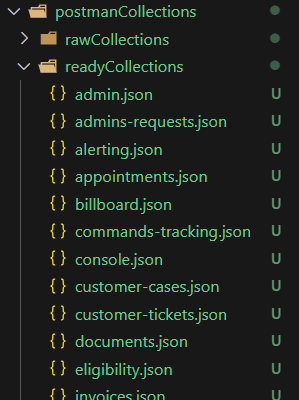 postmanCollections
rawCollections
readyCollections
{} admin.json U
{} admins-requests.json U
{} alerting.json U
{} appointments.json U
{} billboard.json U
{} commands-tracking.json U
{} console.json U
{} customer-cases.json U
{} customer-tickets.json U
{} documents.json U
{} eligibility.json U
{} invoices.json U